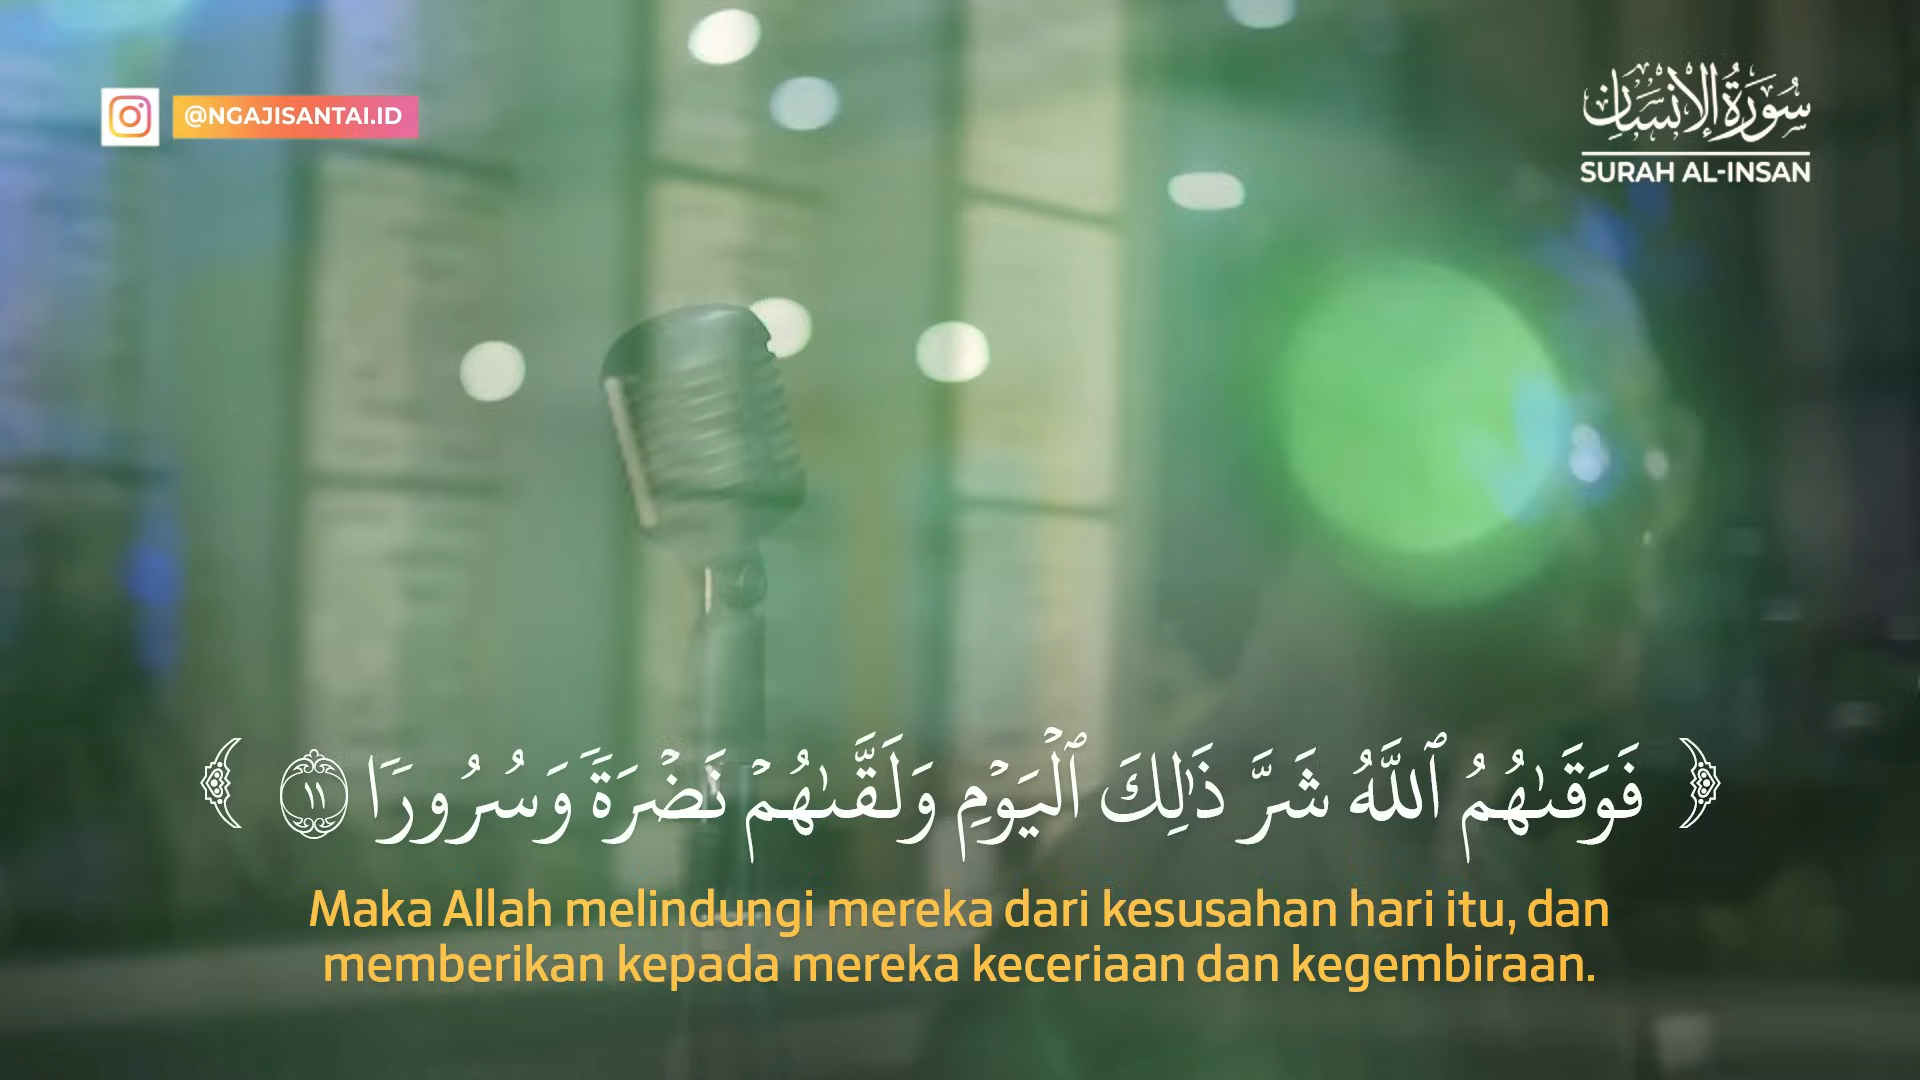 @NGAJISANTAI.ID
سُورَةُ الإِنْسَان
SURAH AL-INSAN
﴿ فَوَقَىٰهُمُ ٱللَّهُ شَرَّ ذَٰلِكَ ٱلْيَوْمِ وَلَقَّىٰهُمْ نَضْرَةً وَسُرُورًا ١١ ﴾
Maka Allah melindungi mereka dari kesusahan hari itu, dan
memberikan kepada mereka keceriaan dan kegembiraan.